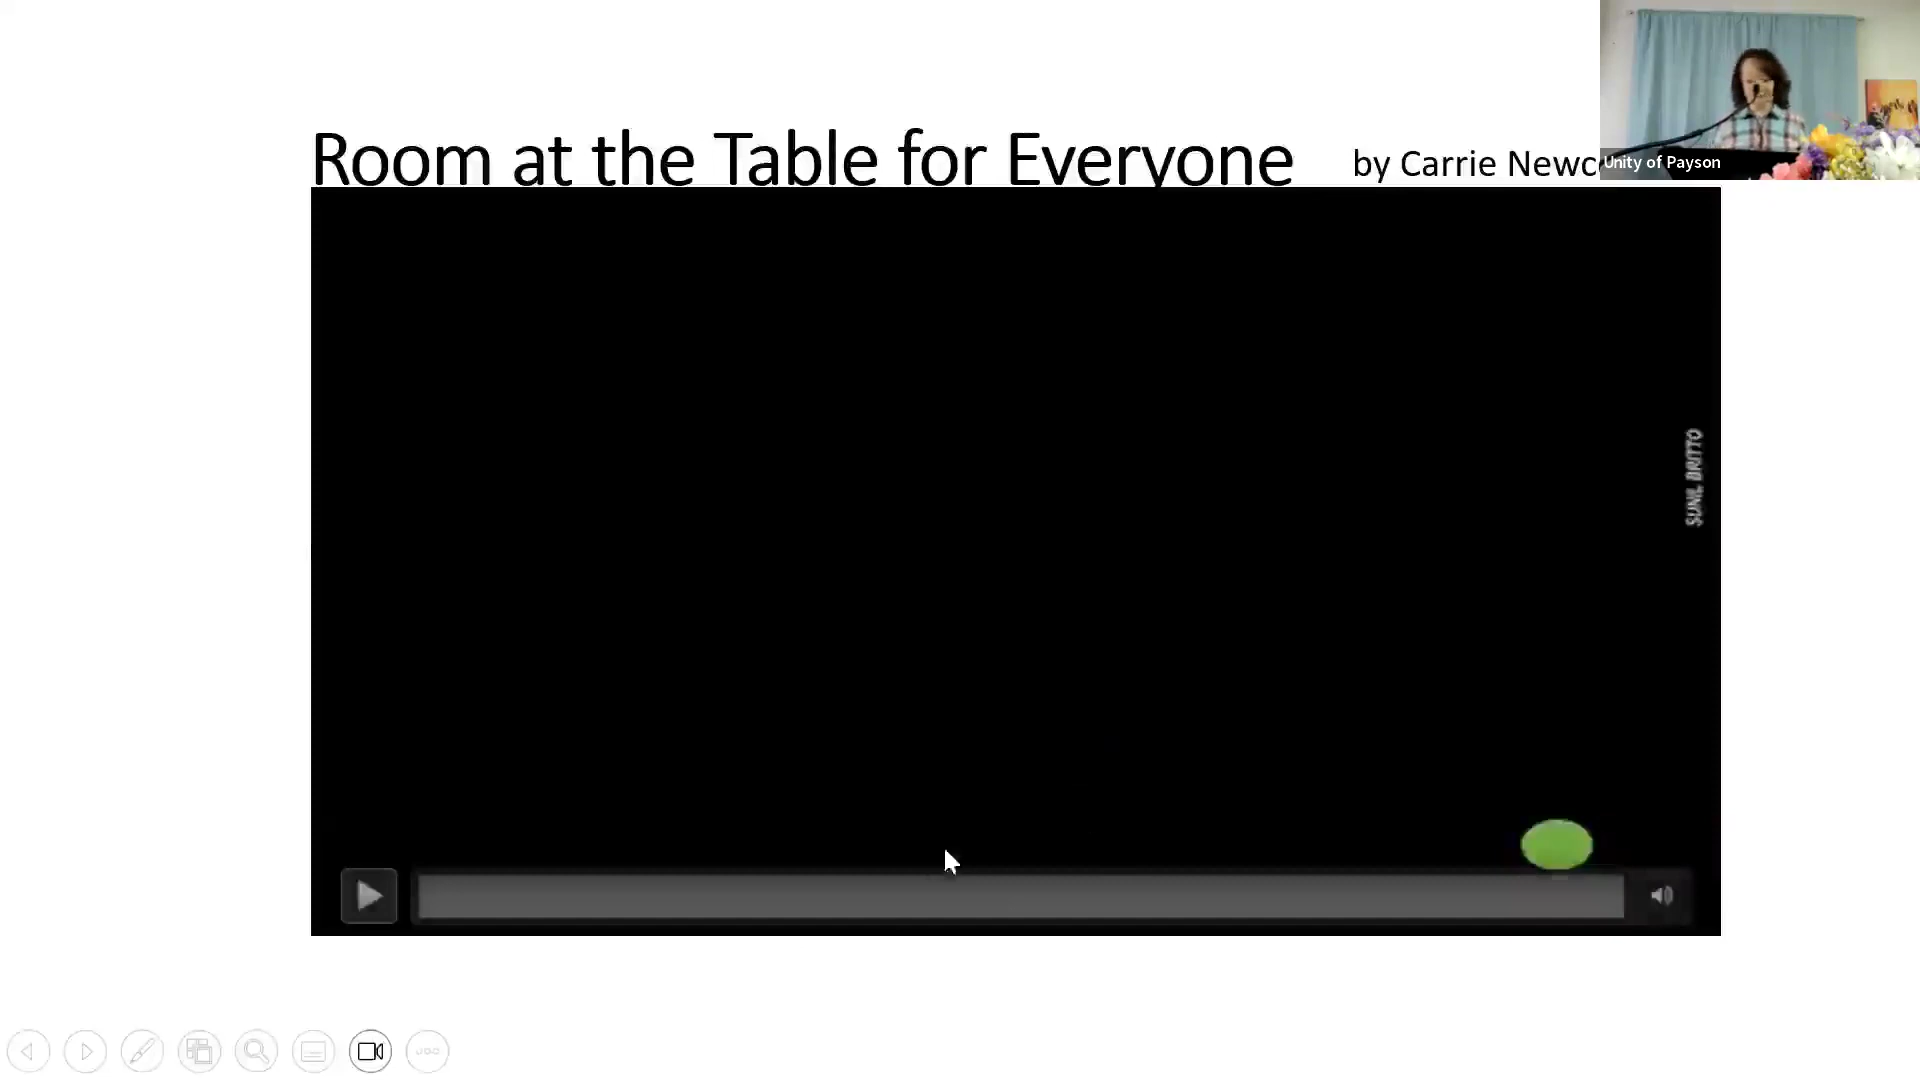 Room at the Table for Everyone by Carrie Newc
Unity of Payson
SUNIL BRITTO